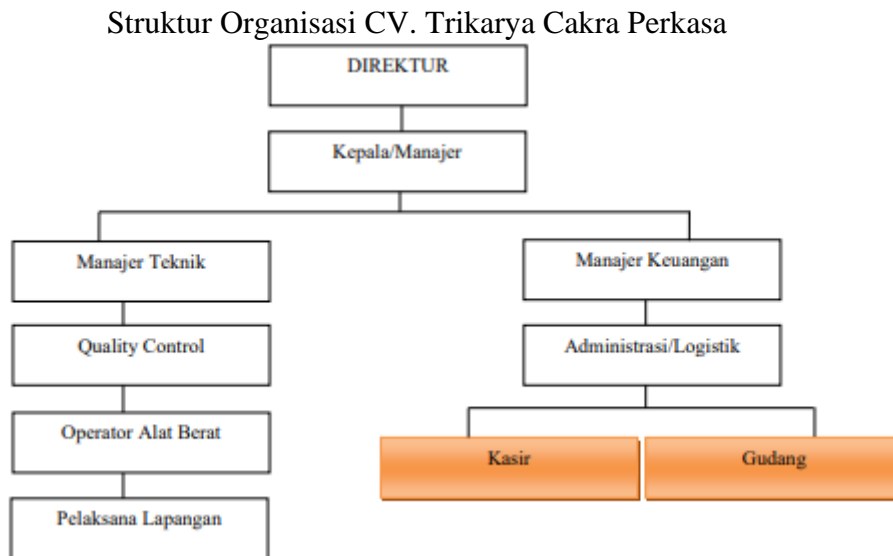 Struktur Organisasi CV. Trikarya Cakra Perkasa
DIREKTUR
Kepala/Manajer
Manajer Teknik
Manajer Keuangan
Quality Control
Administrasi/Logistik
Operator Alat Berat
Kasir
Gudang
Pelaksana Lapangan